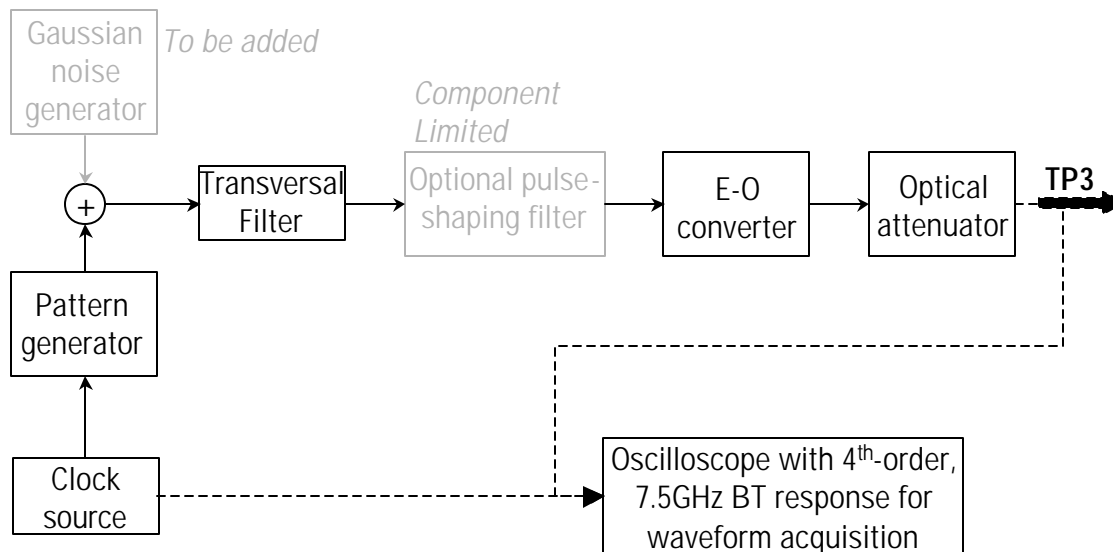 Gaussian
noise
generator
To be added
Component
Limited
+
Transversal
Filter
Optional pulse-
shaping filter
E-O
converter
Optical
attenuator
TP3
Pattern
generator
Clock
source
Oscilloscope with 4th-order,
7.5GHz BT response for
waveform acquisition